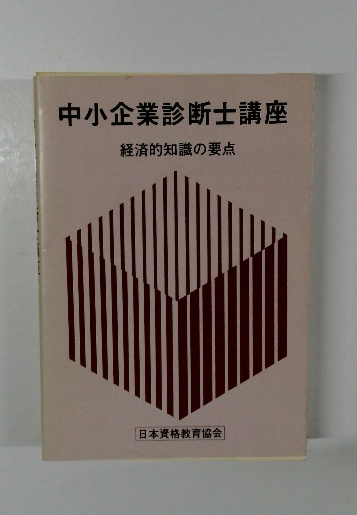 中小企業診断士講座
経済的知識の要点
日本資格教育協会